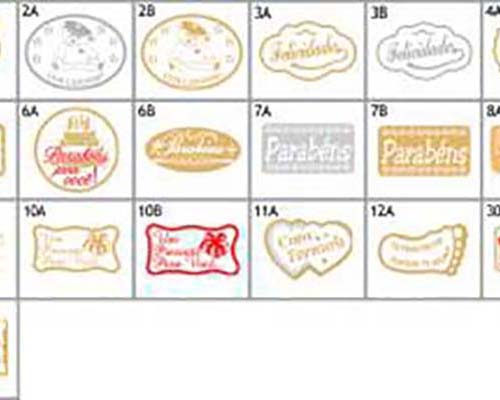 2A
2B
3A
3B
4A
Felicidades
Felicidades
6A
6B
7A
7B
8A
Parabéns
para
você!
Parabéns
Parabéns
Parabéns
10A
10B
11A
12A
30
Um
Presente
Para Você
Um
Presente
Para Você
Com
Ternura